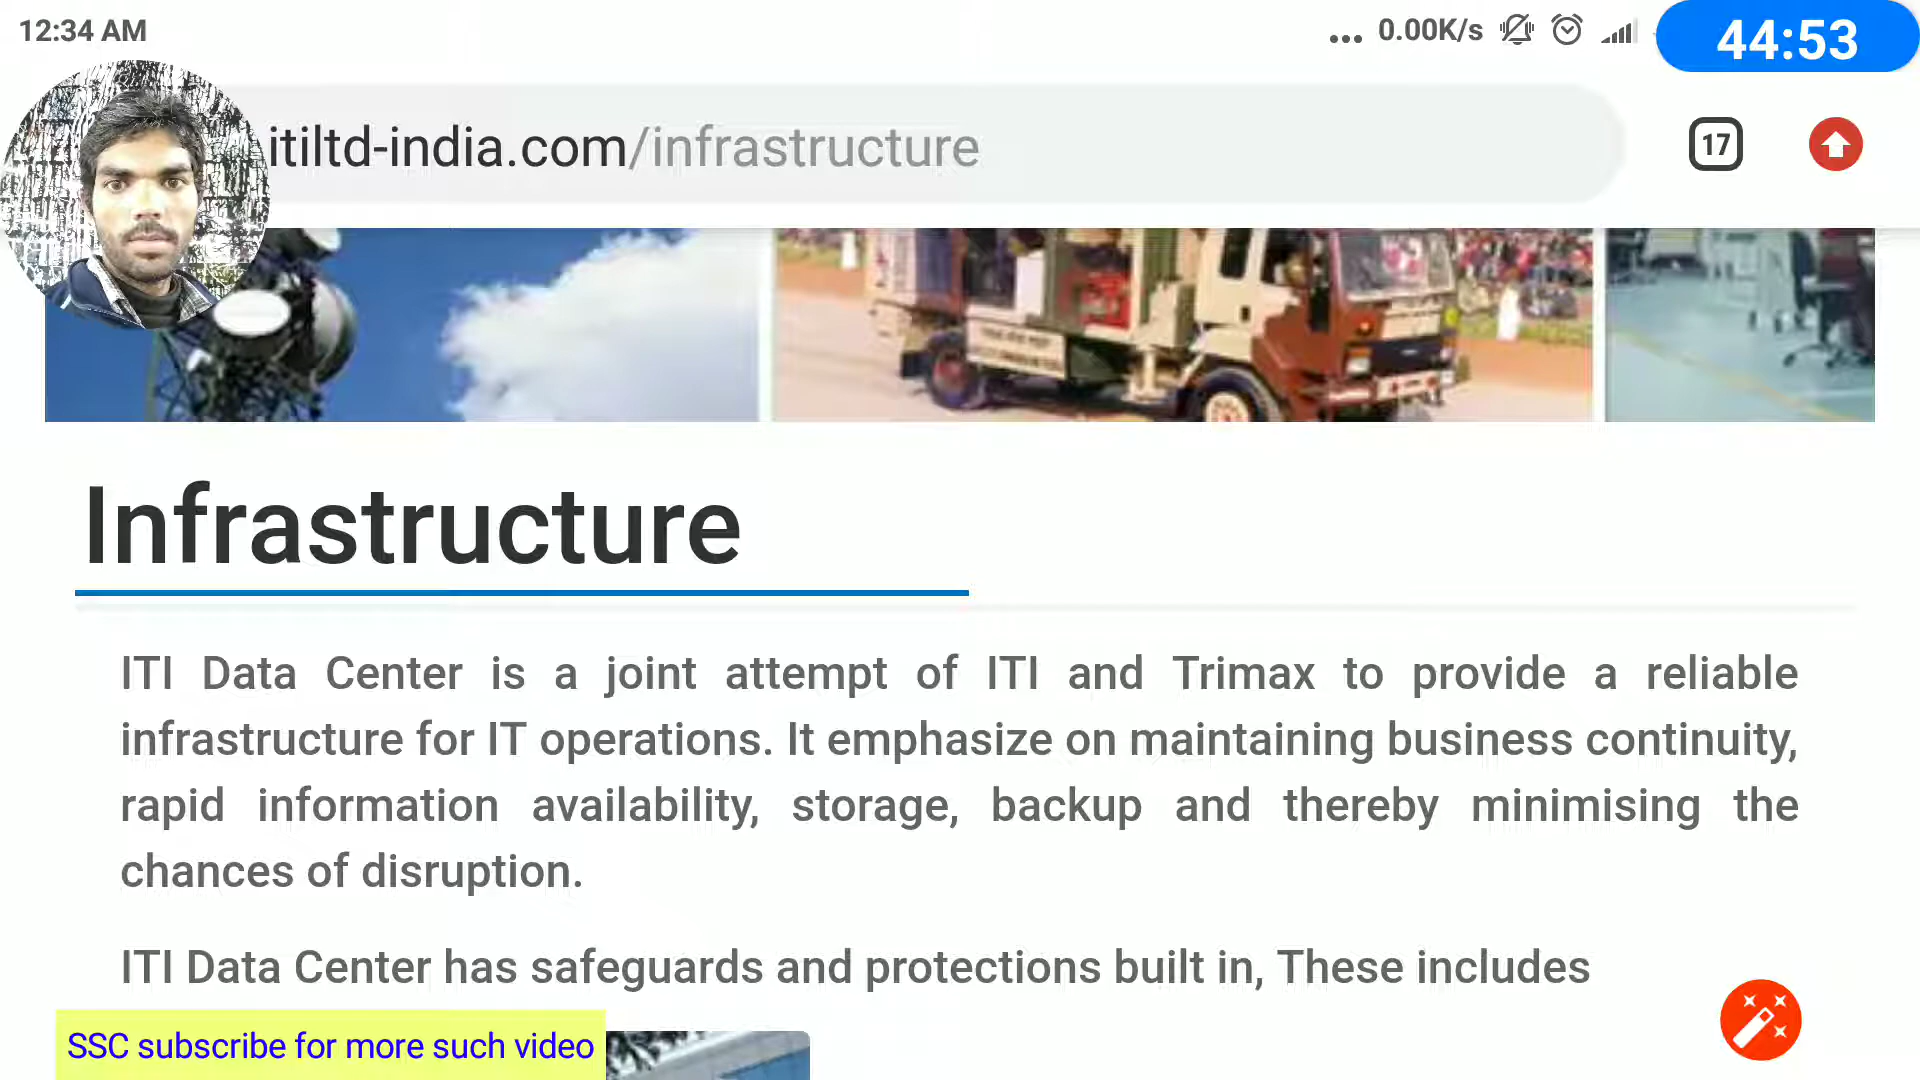 12:34 AM
... 0.00K/s
44:53
itiltd-india.com/infrastructure
17
Infrastructure
ITI Data Center is a joint attempt of ITI and Trimax to provide a reliable
infrastructure for IT operations. It emphasize on maintaining business continuity,
rapid information availability, storage, backup and thereby minimising the
chances of disruption.
ITI Data Center has safeguards and protections built in, These includes
SSC subscribe for more such video